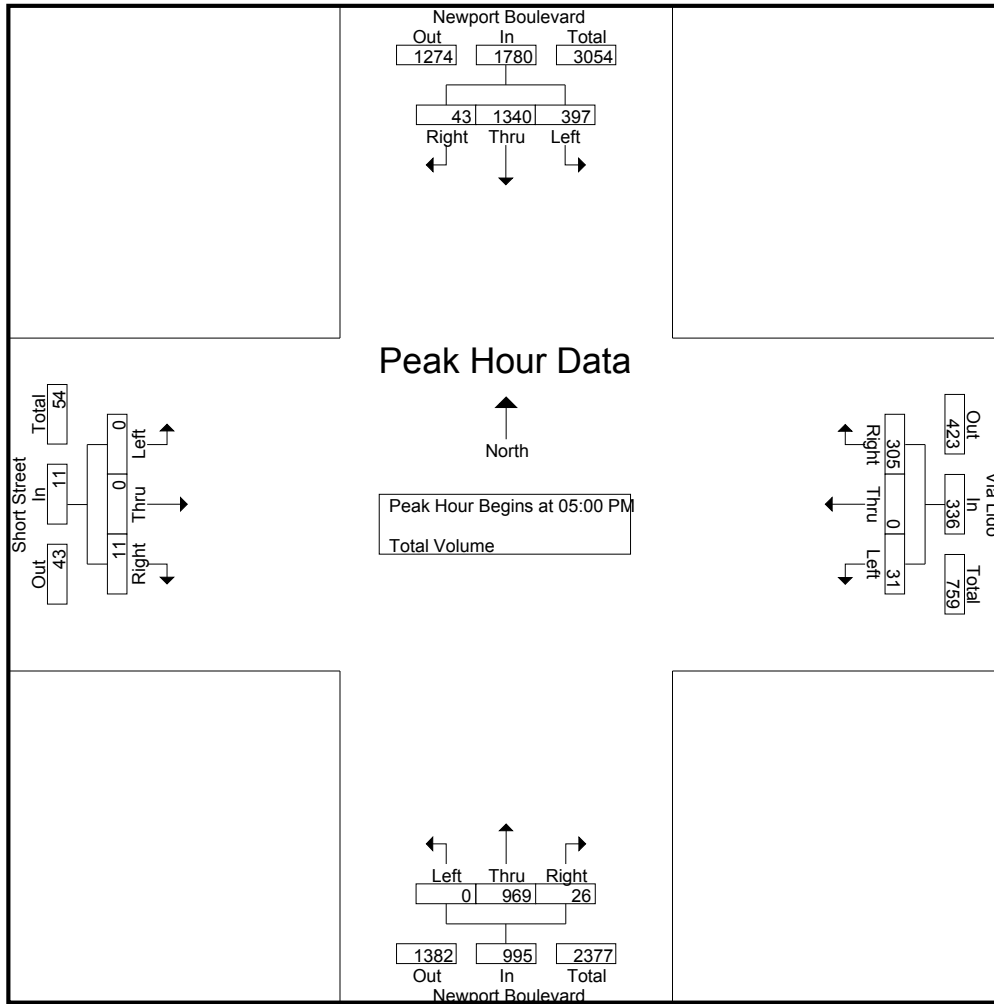 Newport Boulevard
Out In Total
1274 1780 3054
43 1340 397
Right Thru Left
Peak Hour Data
North
Peak Hour Begins at 05:00 PM
Total Volume
Short Street
Total In Out
54 11 43
0 0 11
Left Thru Right
Via Lido
Out In Total
423 336 759
305 0 31
Right Thru Left
Left Thru Right
0 969 26
1382 995 2377
Out In Total
Newport Boulevard